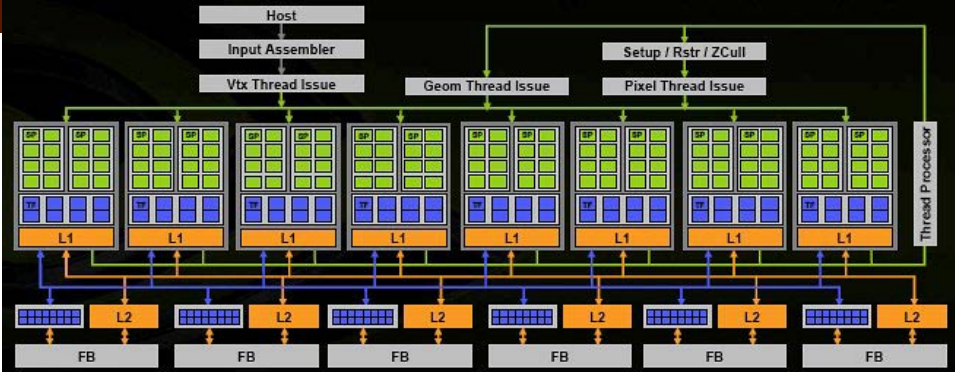 Host
Input Assembler
Setup / Rstr / ZCull
Vtx Thread Issue
Geom Thread Issue
Pixel Thread Issue
SP SP SP SP SP SP SP SP SP SP SP SP SP SP SP SP
TF TF TF TF TF TF TF TF
L1 L1 L1 L1 L1 L1 L1 L1
Thread Processor
L2 L2 L2 L2 L2 L2
FB FB FB FB FB FB